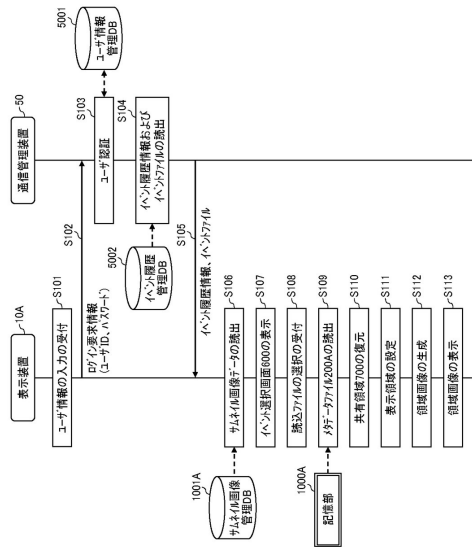 表示装置
10A
通信管理装置
50
ユーザ情報の入力の受付
S101
S102
ログイン要求情報
(ユーザID、パスワード)
ユーザ認証
S103
5001
ユーザ情報
管理DB
イベント履歴情報および
イベントファイルの読出
S104
5002
イベント履歴
管理DB
S105
イベント履歴情報、イベントファイル
サムネイル画像データの読出
S106
1001A
サムネイル画像
管理DB
イベント選択画面600の表示
S107
読込ファイルの選択の受付
S108
メタデータファイル200Aの読出
S109
1000A
記憶部
共有領域700の復元
S110
表示領域の設定
S111
領域画像の生成
S112
領域画像の表示
S113